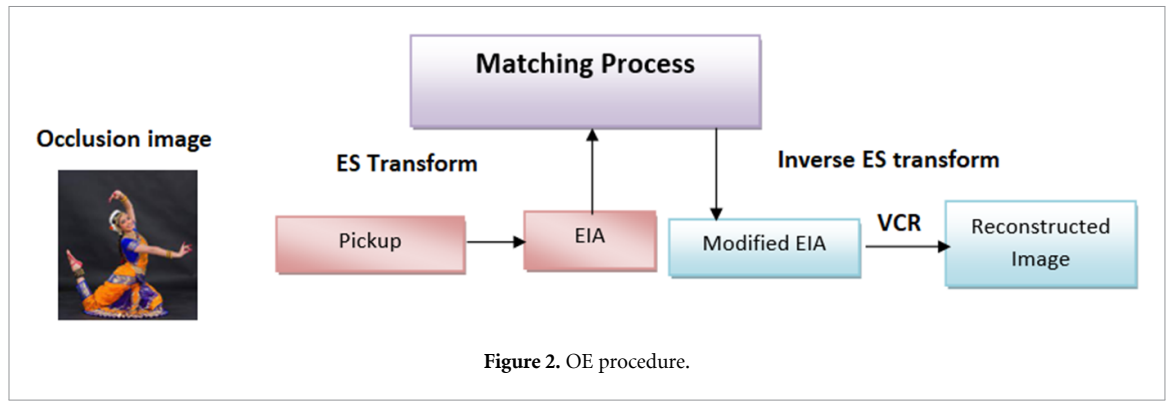 Matching Process
Occlusion image
ES Transform
Inverse ES transform
Pickup
EIA
Modified EIA
VCR
Reconstructed
Image
Figure 2. OE procedure.